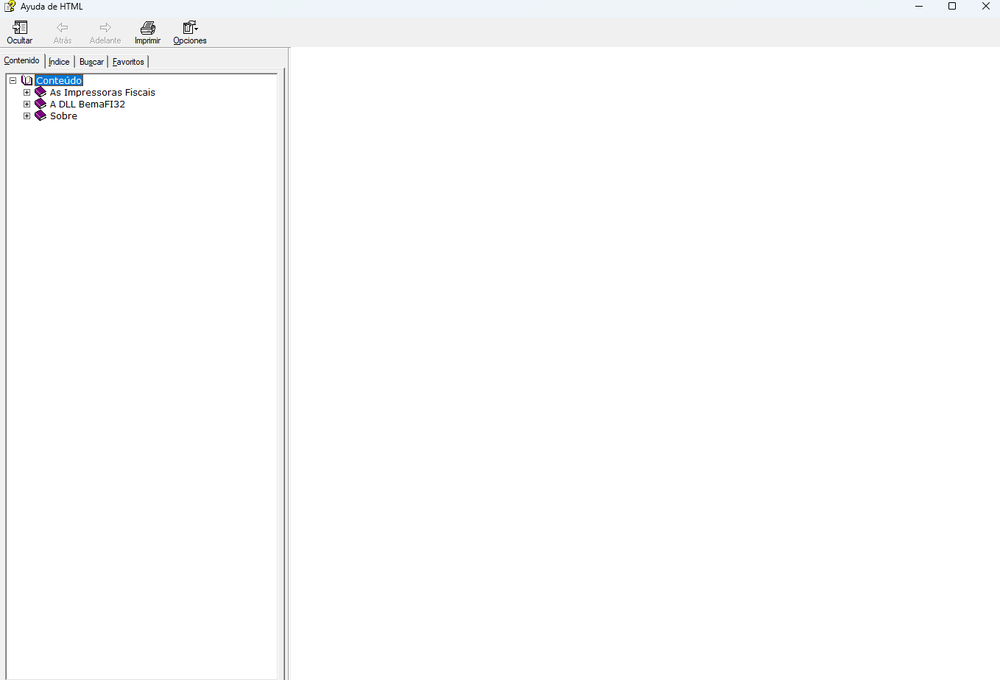 Ayuda de HTML
Ocultar Atrás Adelante Imprimir Opciones
Contenido Índice Buscar Favoritos
Conteúdo
As Impressoras Fiscais
A DLL BemaFI32
Sobre